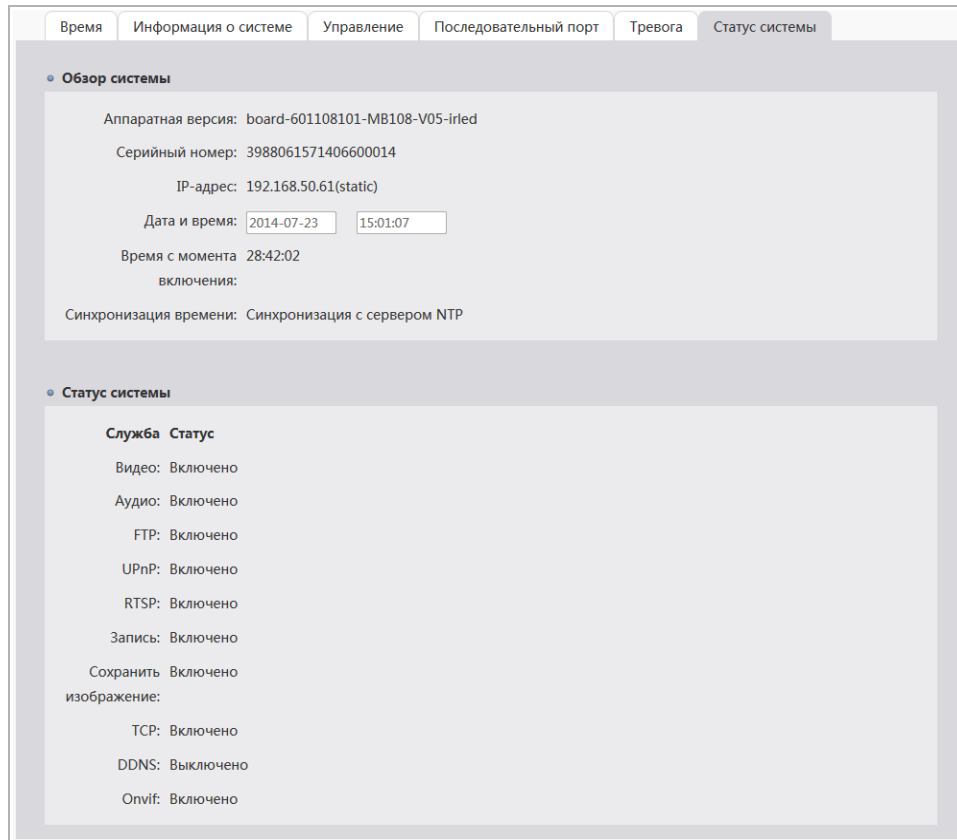 Время Информация о системе Управление Последовательный порт Тревога Статус системы
Обзор системы
Аппаратная версия: board-601108101-MB108-V05-irled
Серийный номер: 3988061571406600014
IP-адрес: 192.168.50.61(static)
Дата и время: 2014-07-23 15:01:07
Время с момента 28:42:02
включения:
Синхронизация времени: Синхронизация с сервером NTP
Статус системы
Служба Статус
Видео: Включено
Аудио: Включено
FTP: Включено
UPnP: Включено
RTSP: Включено
Запись: Включено
Сохранить Включено
изображение:
TCP: Включено
DDNS: Выключено
Onvif: Включено